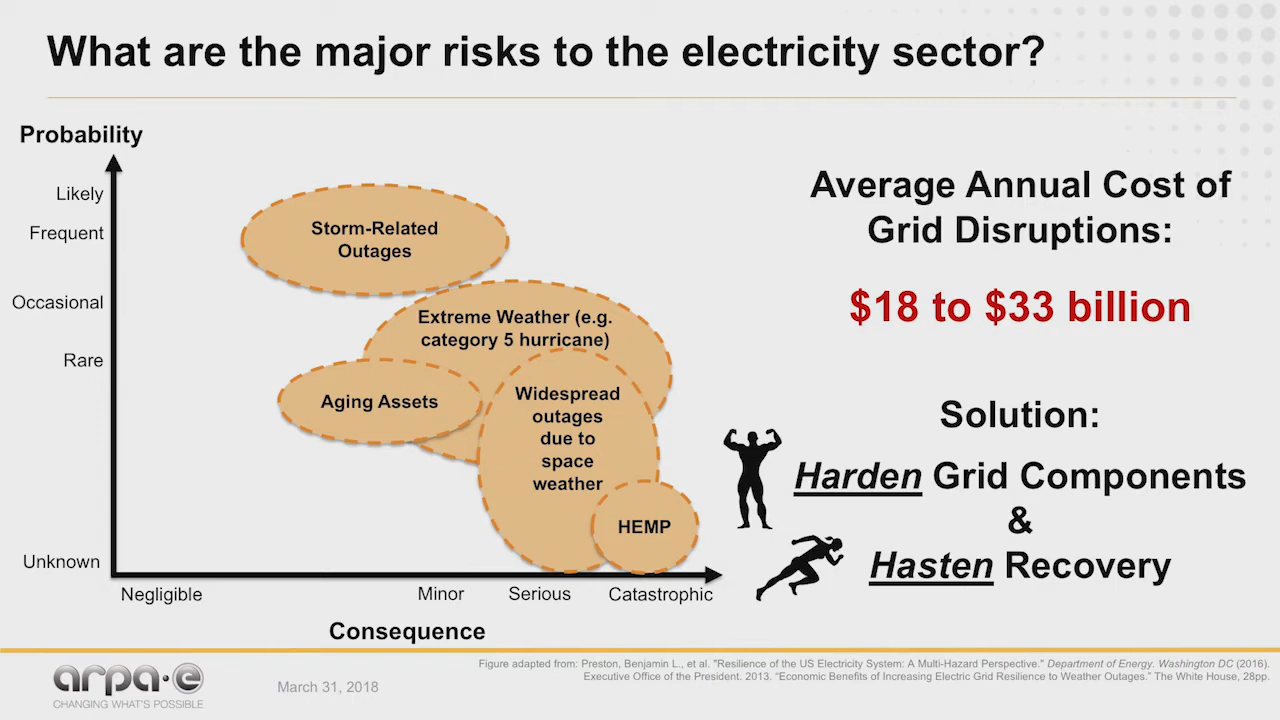 What are the major risks to the electricity sector?
Probability
Likely
Frequent
Occasional
Rare
Unknown
Storm-Related
Outages
Extreme Weather (e.g.
category 5 hurricane)
Aging Assets
Widespread
outages
due to
space
weather
HEMP
Negligible
Minor
Serious
Catastrophic
Consequence
Average Annual Cost of
Grid Disruptions:
$18 to $33 billion
Solution:
Harden Grid Components
&
Hasten Recovery
arpa·e
CHANGING WHAT'S POSSIBLE
March 31, 2018
Figure adapted from: Preston, Benjamin L., et al. "Resilience of the US Electricity System: A Multi-Hazard Perspective." Department of Energy. Washington DC (2016).
Executive Office of the President. 2013. "Economic Benefits of Increasing Electric Grid Resilience to Weather Outages." The White House, 28pp.